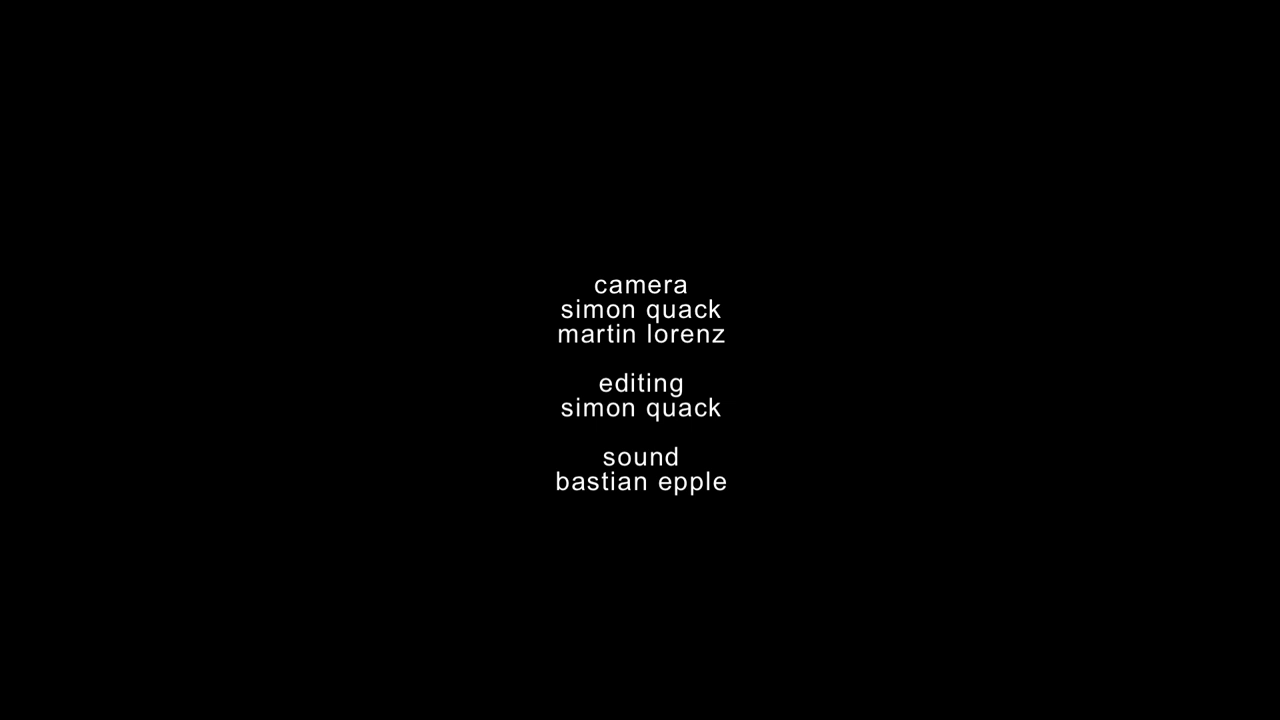 camera
simon quack
martin lorenz
editing
simon quack
sound
bastian epple